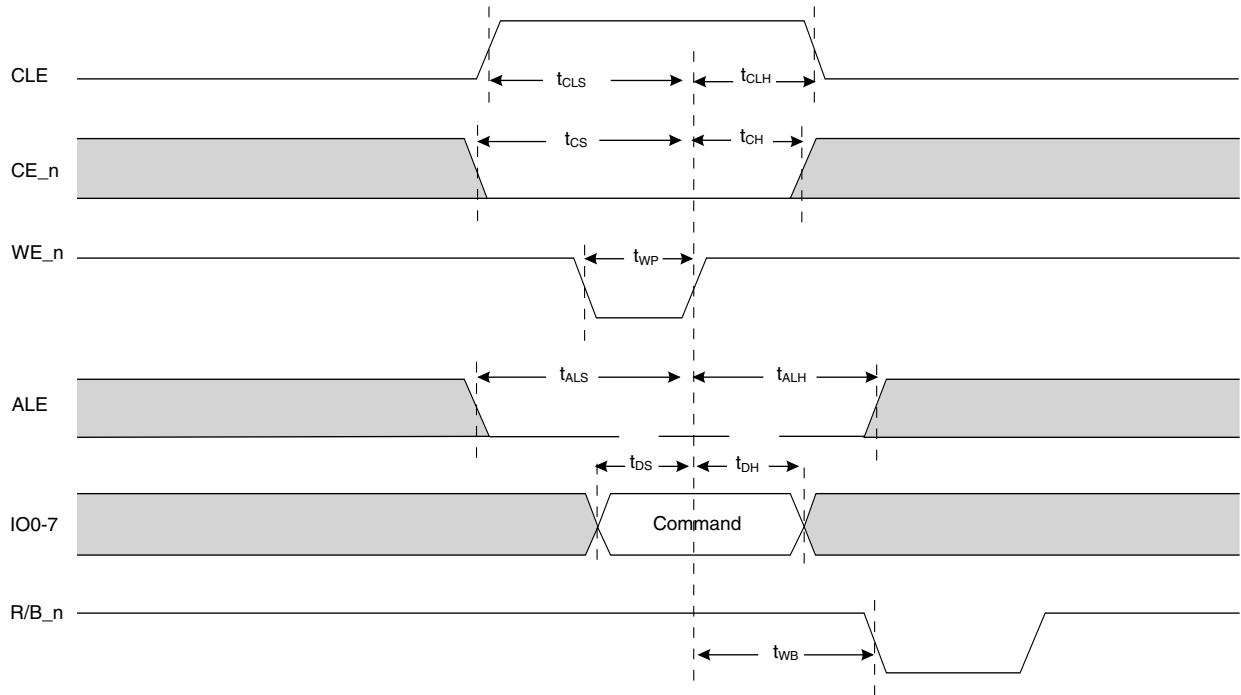 CLE
tCLS
tCLH
CE_n
tCS
tCH
WE_n
tWP
ALE
tALS
tALH
tDS
tDH
IO0-7
Command
R/B_n
tWB